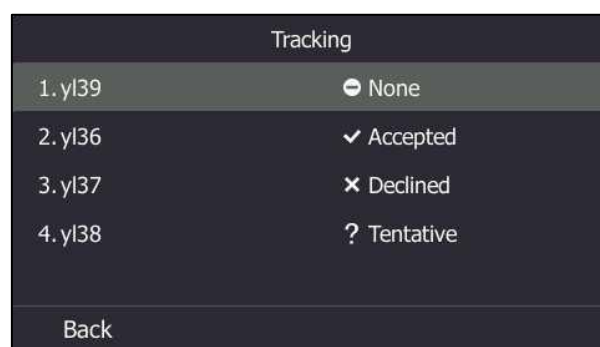 Tracking
1. yl39 None
2. yl36 Accepted
3. yl37 Declined
4. yl38 ? Tentative
Back